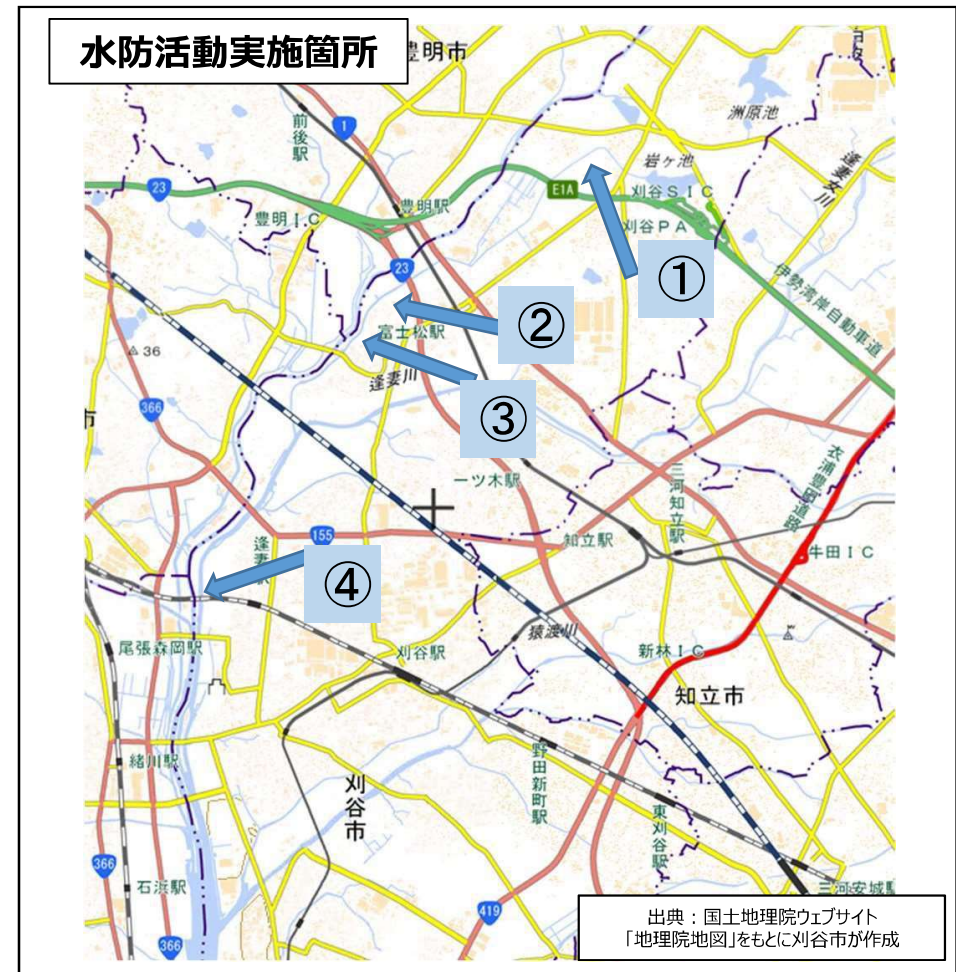 水防活動実施箇所
豊明市
洲原池
前後駅
1
岩ヶ池
逢妻女川
23
E1A
刈谷ＳＩＣ
豊明ＩＣ
豊明駅
刈谷ＰＡ
①
23
伊勢湾岸自動車道
②
富士松駅
36
逢妻川
366
市
③
衣浦豊田道路
一ツ木駅
三河知立駅
155
知立駅
逢妻駅
牛田ＩＣ
④
猿渡川
尾張森岡駅
刈谷駅
新林ＩＣ
知立市
緒川駅
野田新町駅
刈谷市
東刈谷駅
366
石浜駅
三河安城駅
419
出典：国土地理院ウェブサイト
「地理院地図」をもとに刈谷市が作成